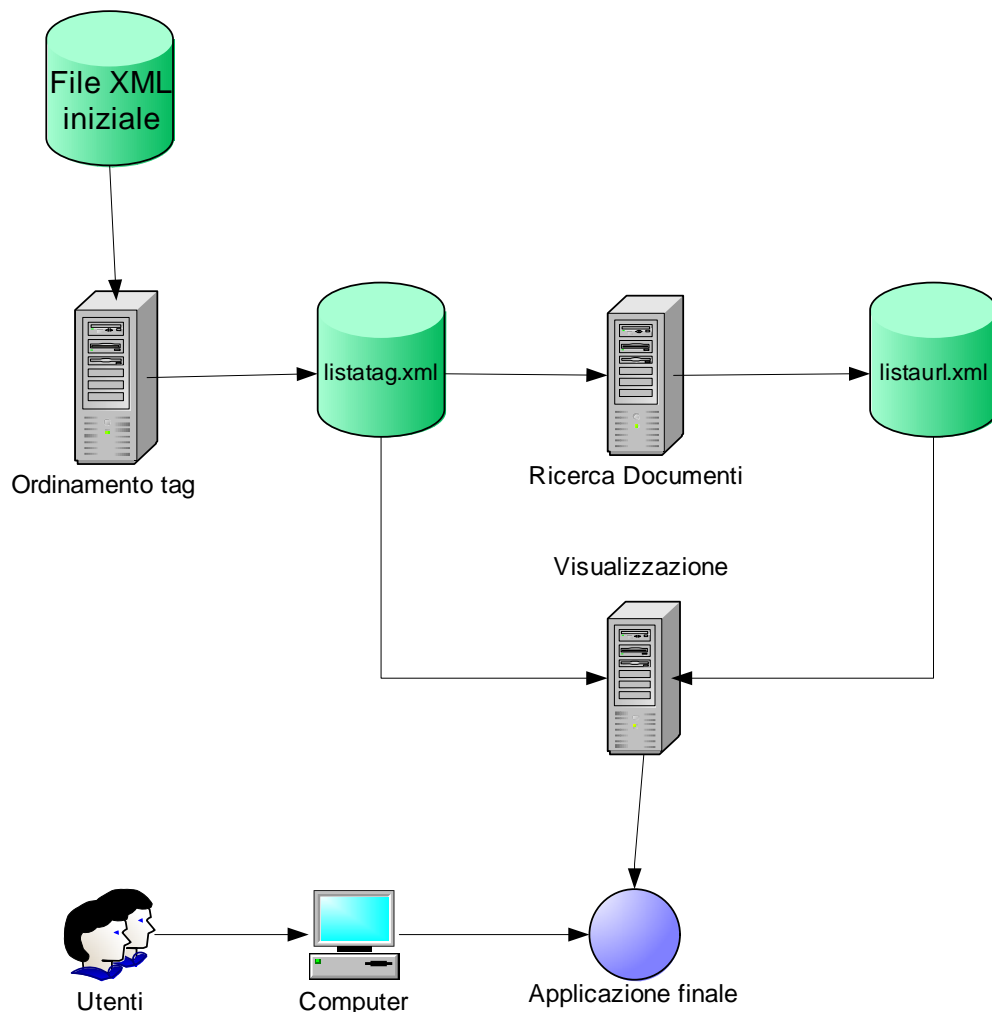 File XML
iniziale
listatag.xml
listaurl.xml
Ordinamento tag
Ricerca Documenti
Visualizzazione
Utenti
Computer
Applicazione finale